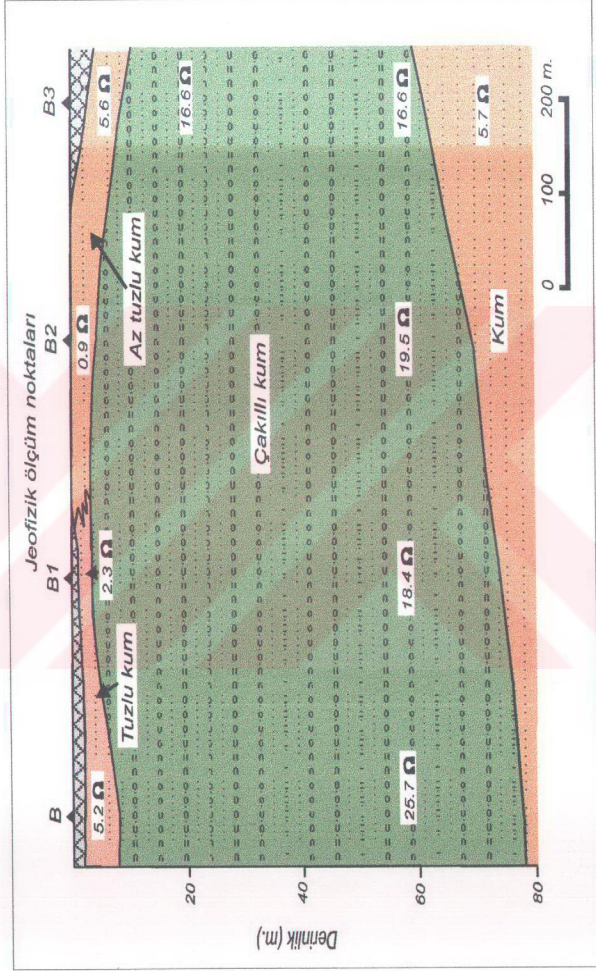 Jeofizik ölçüm noktaları
B
B1
B2
B3
5.2 Ω
2.3 Ω
0.9 Ω
5.6 Ω
Tuzlu kum
Az tuzlu kum
16.6 Ω
Çakıllı kum
25.7 Ω
18.4 Ω
19.5 Ω
16.6 Ω
Kum
5.7 Ω
Derinlik (m.)
20
40
60
80
0
100
200 m.